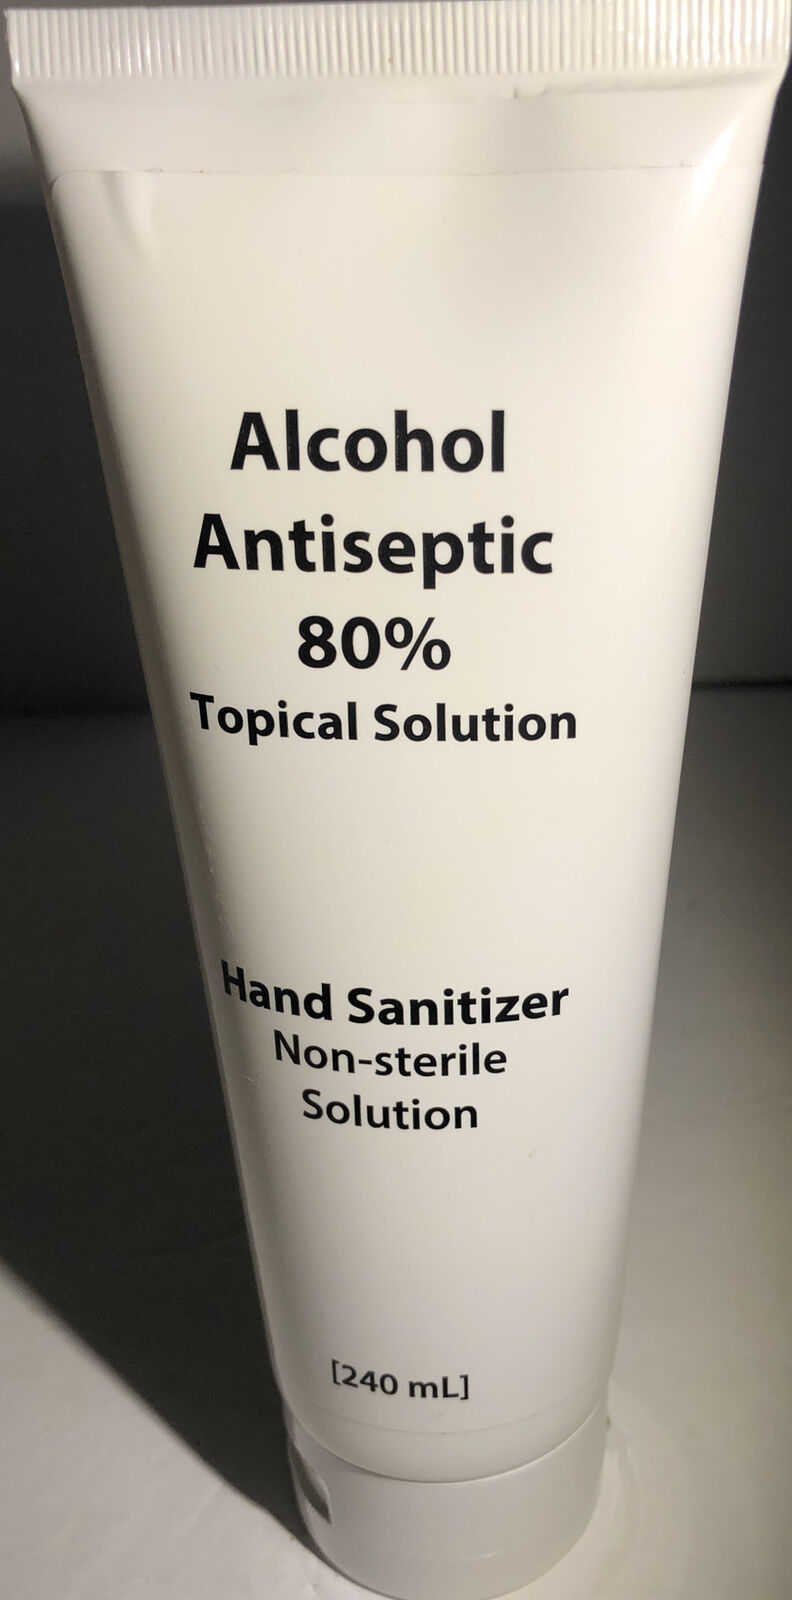 Alcohol
Antiseptic
80%
Topical Solution
Hand Sanitizer
Non-sterile
Solution
[240 mL]